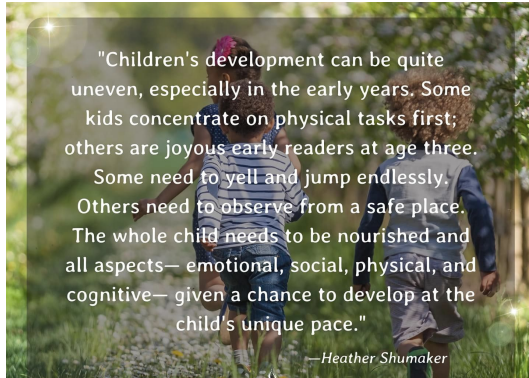 "Children's development can be quite
uneven, especially in the early years. Some
kids concentrate on physical tasks first;
others are joyous early readers at age three.
Some need to yell and jump endlessly.
Others need to observe from a safe place.
The whole child needs to be nourished and
all aspects— emotional, social, physical, and
cognitive— given a chance to develop at the
child's unique pace."
—Heather Shumaker